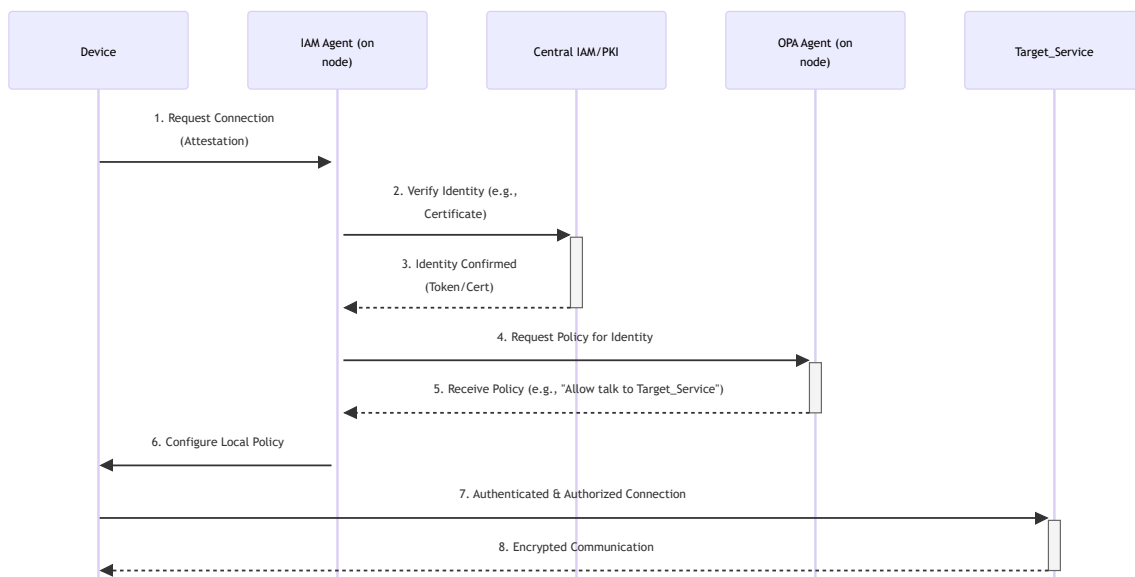 Device
IAM Agent (on
node)
Central IAM/PKI
OPA Agent (on
node)
Target_Service
1. Request Connection
(Attestation)
2. Verify Identity (e.g.,
Certificate)
3. Identity Confirmed
(Token/Cert)
4. Request Policy for Identity
5. Receive Policy (e.g., "Allow talk to Target_Service")
6. Configure Local Policy
7. Authenticated & Authorized Connection
8. Encrypted Communication